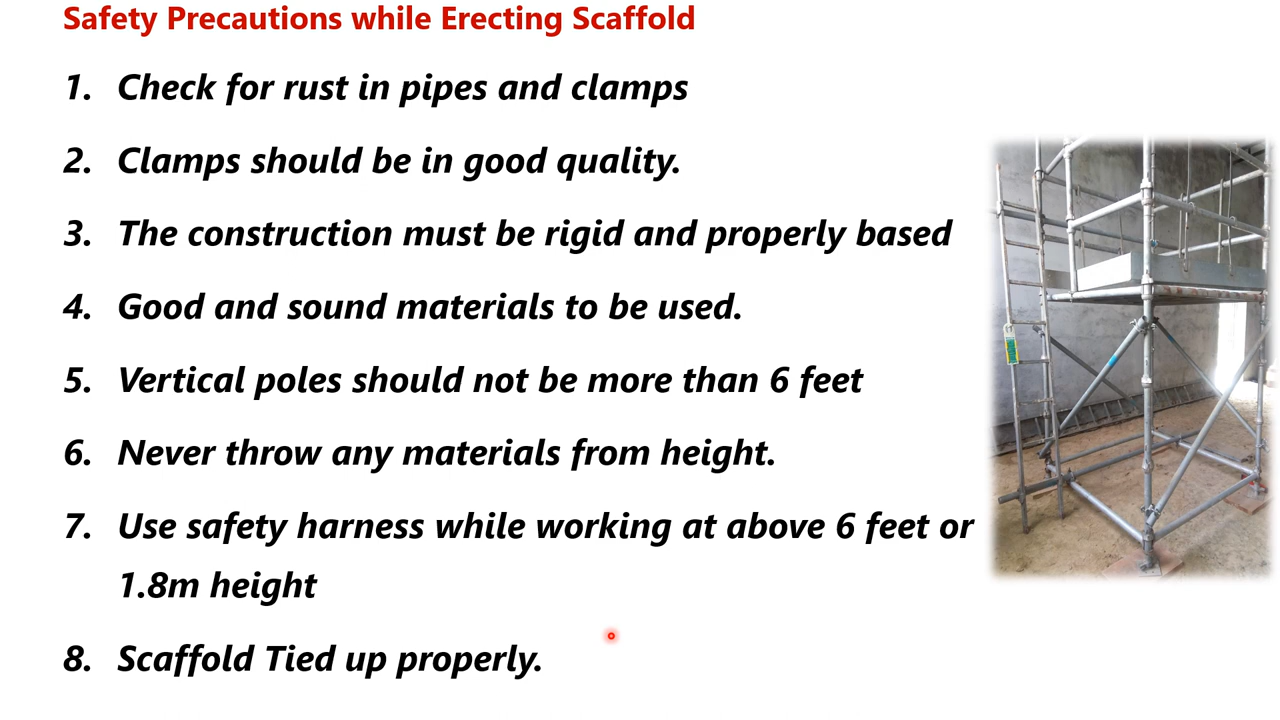 Safety Precautions while Erecting Scaffold
1. Check for rust in pipes and clamps
2. Clamps should be in good quality.
3. The construction must be rigid and properly based
4. Good and sound materials to be used.
5. Vertical poles should not be more than 6 feet
6. Never throw any materials from height.
7. Use safety harness while working at above 6 feet or
1.8m height
8. Scaffold Tied up properly.